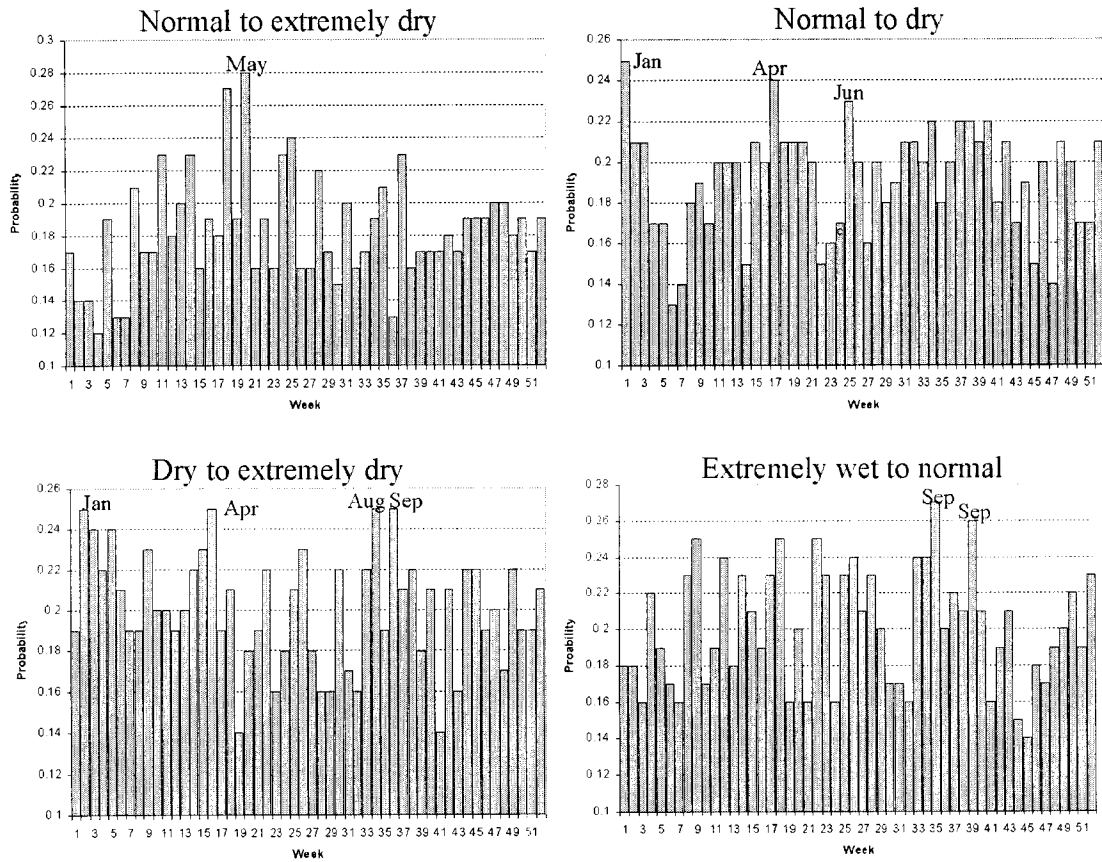 Normal to extremely dry
0.3
0.28
0.26
0.24
0.22
0.2
0.18
0.16
0.14
0.12
0.1
Probability
May
1 3 5 7 9 11 13 15 17 19 21 23 25 27 29 31 33 35 37 39 41 43 45 47 49 51
Week
Normal to dry
0.26
0.24
0.22
0.2
0.18
0.16
0.14
0.12
0.1
Probability
Jan
Apr
Jun
1 3 5 7 9 11 13 15 17 19 21 23 25 27 29 31 33 35 37 39 41 43 45 47 49 51
Week
Dry to extremely dry
0.26
0.24
0.22
0.2
0.18
0.16
0.14
0.12
0.1
Probability
Jan
Apr
Aug Sep
1 3 5 7 9 11 13 15 17 19 21 23 25 27 29 31 33 35 37 39 41 43 45 47 49 51
Week
Extremely wet to normal
0.28
0.26
0.24
0.22
0.2
0.18
0.16
0.14
0.12
0.1
Proability
Sep
Sep
1 3 5 7 9 11 13 15 17 19 21 23 25 27 29 31 33 35 37 39 41 43 45 47 49 51
Week